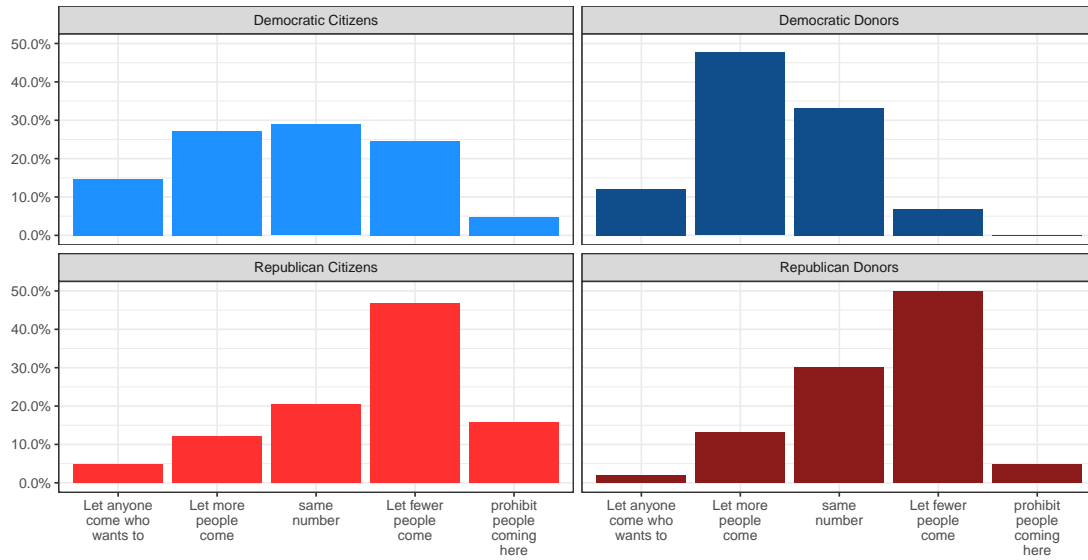 Democratic Citizens
Democratic Donors
50.0%
40.0%
30.0%
20.0%
10.0%
0.0%
Republican Citizens
Republican Donors
50.0%
40.0%
30.0%
20.0%
10.0%
0.0%
Let anyone
come who
wants to
Let more
people
come
same
number
Let fewer
people
come
prohibit
people
coming
here
Let anyone
come who
wants to
Let more
people
come
same
number
Let fewer
people
come
prohibit
people
coming
here